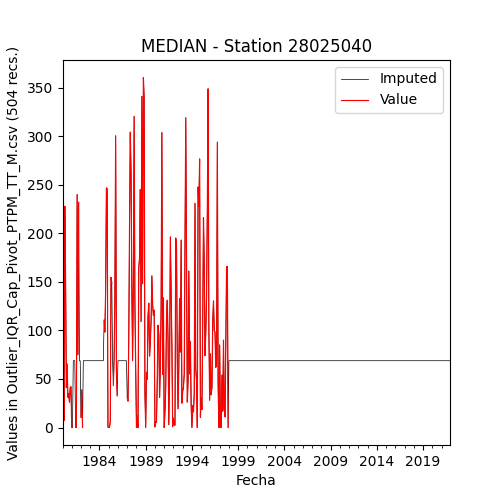 MEDIAN - Station 28025040
Values in Outlier_IQR_Cap_Pivot_PTPM_TT_M.csv (504 recs.)
350
300
250
200
150
100
50
0
Imputed
Value
1984 1989 1994 1999 2004 2009 2014 2019
Fecha